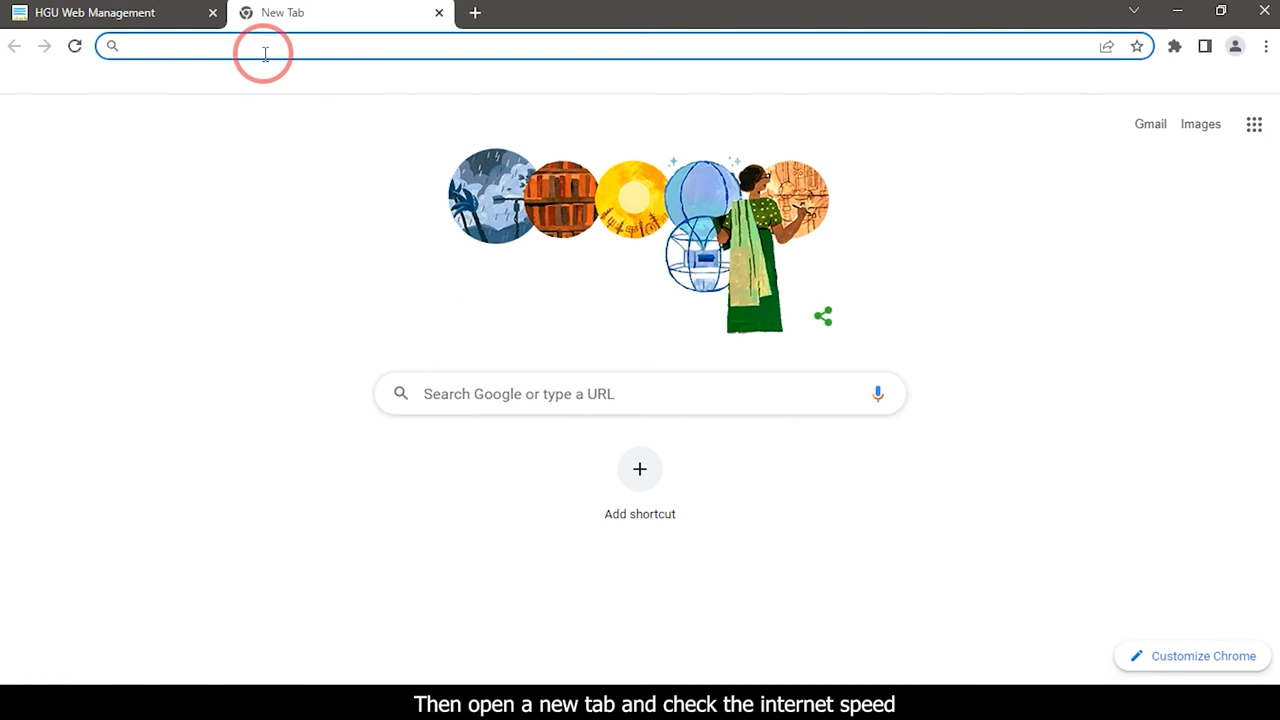 HGU Web Management
New Tab
Gmail Images
Search Google or type a URL
Add shortcut
Customize Chrome
Then open a new tab and check the internet speed